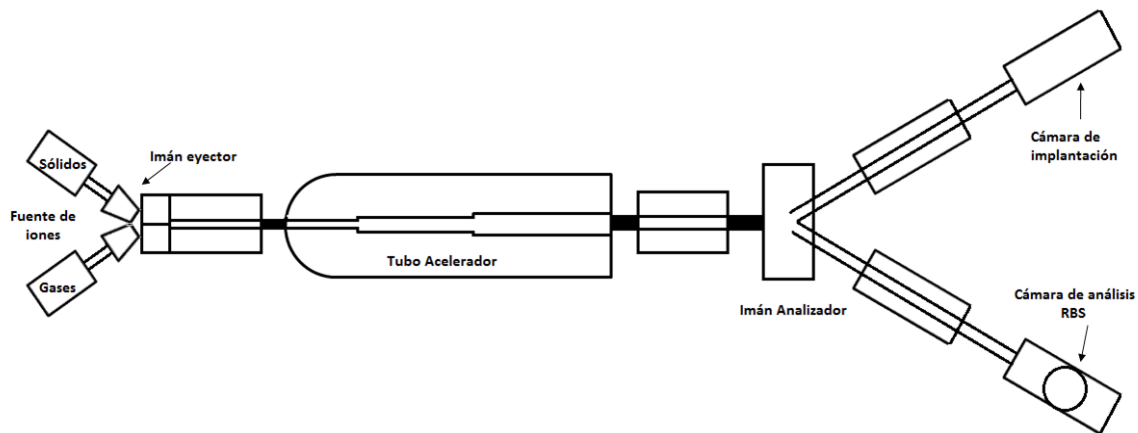 Sólidos
Imán eyector
Fuente de
iones
Gases
Tubo Acelerador
Imán Analizador
Cámara de
implantación
Cámara de análisis
RBS